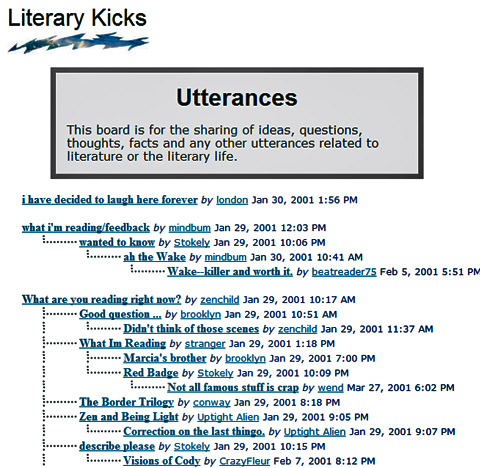 Literary Kicks
Utterances
This board is for the sharing of ideas, questions,
thoughts, facts and any other utterances related to
literature or the literary life.
i have decided to laugh here forever by london Jan 30, 2001 1:56 PM
what i'm reading/feedback by mindbum Jan 29, 2001 12:03 PM
wanted to know by Stokely Jan 29, 2001 10:06 PM
ah the Wake by mindbum Jan 30, 2001 10:41 AM
Wake--killer and worth it. by beatreader75 Feb 5, 2001 5:51 PM
What are you reading right now? by zenchild Jan 29, 2001 10:17 AM
Good question ... by brooklyn Jan 29, 2001 10:51 AM
Didn't think of those scenes by zenchild Jan 29, 2001 11:37 AM
What Im Reading by stranger Jan 29, 2001 1:18 PM
Marcia's brother by brooklyn Jan 29, 2001 7:00 PM
Red Badge by Stokely Jan 29, 2001 10:09 PM
Not all famous stuff is crap by wend Mar 27, 2001 6:02 PM
The Border Trilogy by conway Jan 29, 2001 8:18 PM
Zen and Being Light by Uptight Alien Jan 29, 2001 9:05 PM
Correction on the last thingo. by Uptight Alien Jan 29, 2001 9:07 PM
describe please by Stokely Jan 29, 2001 10:15 PM
Visions of Cody by CrazyFleur Feb 7, 2001 8:12 PM